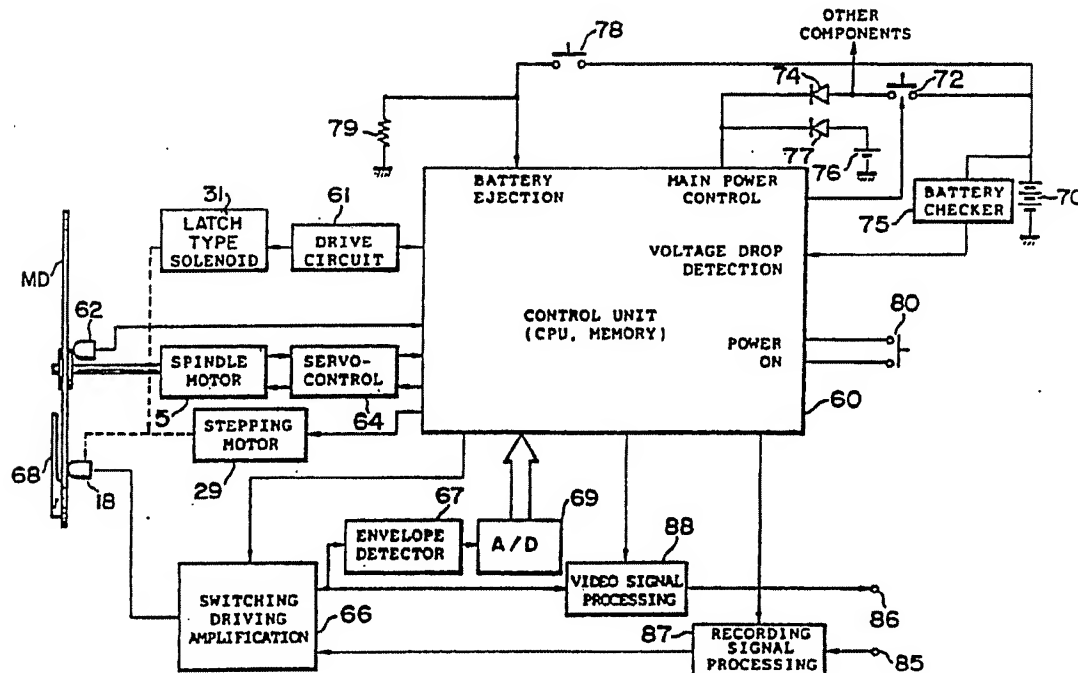 OTHER
COMPONENTS
78
74
72
79
77
76
70
BATTERY
CHECKER
75
BATTERY
EJECTION
MAIN POWER
CONTROL
31
LATCH
TYPE
SOLENOID
61
DRIVE
CIRCUIT
VOLTAGE DROP
DETECTION
MD
62
CONTROL UNIT
(CPU, MEMORY)
80
POWER
ON
60
SPINDLE
MOTOR
5
SERVO-
CONTROL
64
STEPPING
MOTOR
29
68
18
67
ENVELOPE
DETECTOR
69
A/D
88
VIDEO SIGNAL
PROCESSING
86
SWITCHING
DRIVING
AMPLIFICATION
66
87
RECORDING
SIGNAL
PROCESSING
85